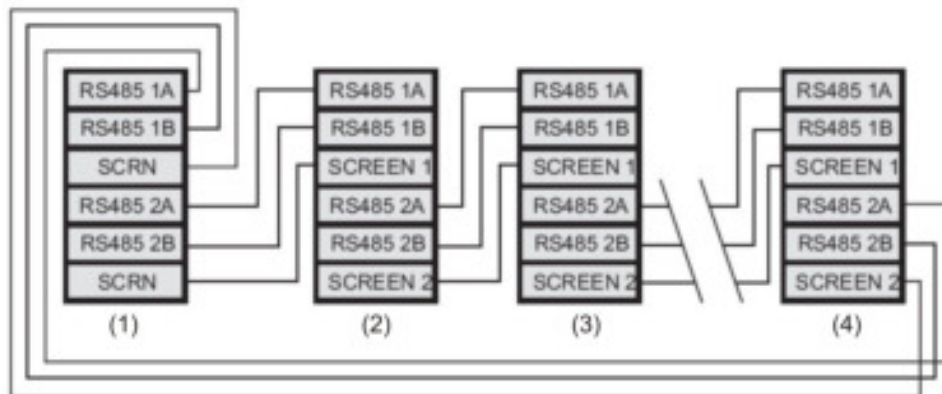 RS485 1A
RS485 1B
SCRN
RS485 2A
RS485 2B
SCRN
(1)
RS485 1A
RS485 1B
SCREEN 1
RS485 2A
RS485 2B
SCREEN 2
(2)
RS485 1A
RS485 1B
SCREEN 1
RS485 2A
RS485 2B
SCREEN 2
(3)
RS485 1A
RS485 1B
SCREEN 1
RS485 2A
RS485 2B
SCREEN 2
(4)